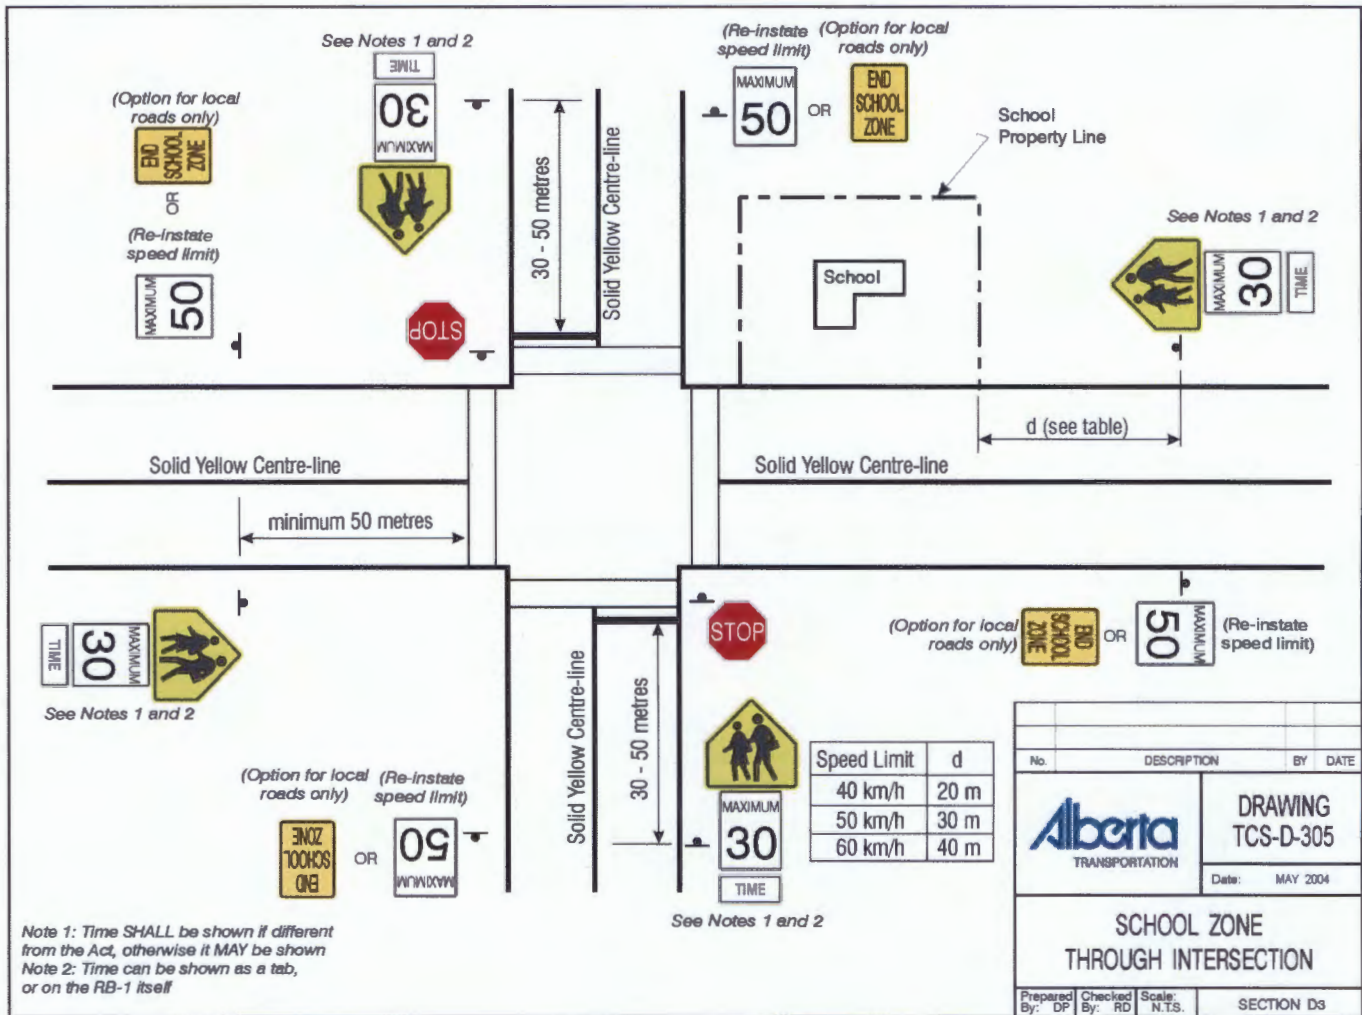 See Notes 1 and 2
TIME
30
MAXIMUM
(Option for local
roads only)
END
SCHOOL
ZONE
OR
(Re-instate
speed limit)
MAXIMUM
50
STOP
30 - 50 metres
Solid Yellow Centre-line
(Re-instate
speed limit)
MAXIMUM
50
OR
(Option for local
roads only)
END
SCHOOL
ZONE
School
Property Line
School
See Notes 1 and 2
MAXIMUM
30
TIME
d (see table)
Solid Yellow Centre-line
Solid Yellow Centre-line
minimum 50 metres
TIME
30
MAXIMUM
See Notes 1 and 2
STOP
(Option for local
roads only)
END
SCHOOL
ZONE
OR
50
MAXIMUM
(Re-instate
speed limit)
Solid Yellow Centre-line
30 - 50 metres
MAXIMUM
30
TIME
See Notes 1 and 2
(Option for local
roads only)
END
SCHOOL
ZONE
OR
(Re-instate
speed limit)
50
MAXIMUM
Speed Limit d
40 km/h 20 m
50 km/h 30 m
60 km/h 40 m
Note 1: Time SHALL be shown if different
from the Act, otherwise it MAY be shown
Note 2: Time can be shown as a tab,
or on the RB-1 itself
No. DESCRIPTION BY DATE
Alberta
TRANSPORTATION
DRAWING
TCS-D-305
Date: MAY 2004
SCHOOL ZONE
THROUGH INTERSECTION
Prepared By: DP
Checked By: RD
Scale: N.T.S.
SECTION D3